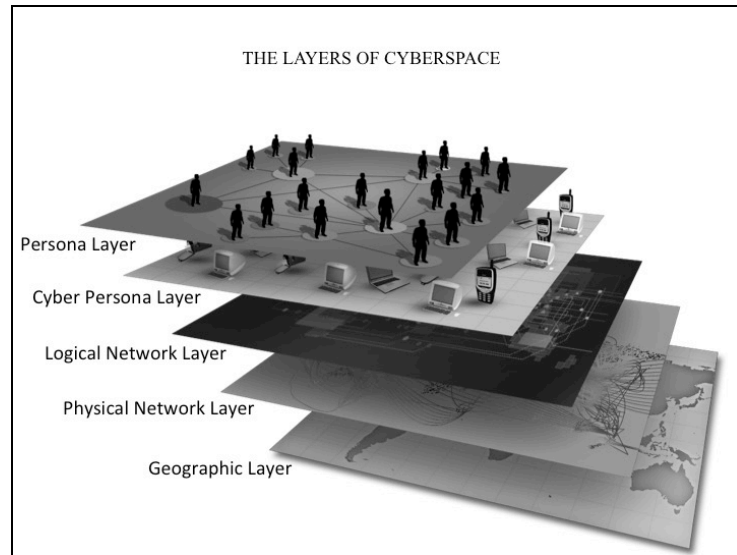 THE LAYERS OF CYBERSPACE
Persona Layer
Cyber Persona Layer
Logical Network Layer
Physical Network Layer
Geographic Layer